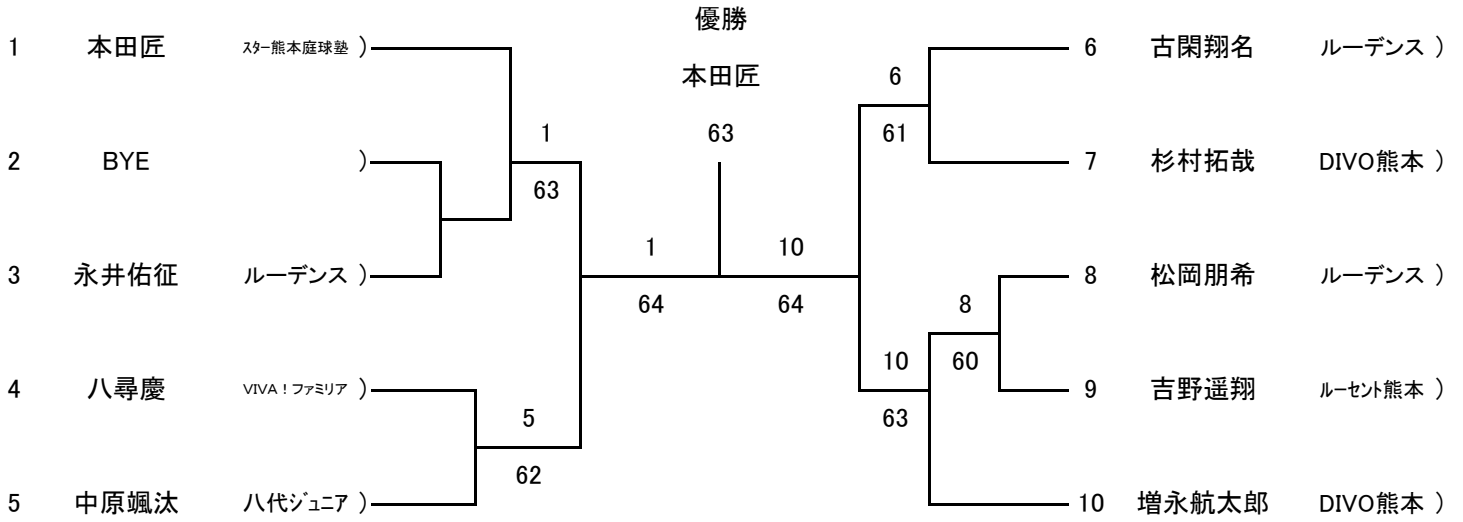 優勝
本田匠
63
1 本田匠 スター熊本庭球塾 )
2 BYE )
3 永井佑征 ルーデンス )
4 八尋慶 VIVA！ファミリア )
5 中原颯汰 八代ジュニア )
1
63
5
62
1
64
10
64
6
61
8
60
10
63
6 古閑翔名 ルーデンス )
7 杉村拓哉 DIVO熊本 )
8 松岡朋希 ルーデンス )
9 吉野遥翔 ルーセント熊本 )
10 増永航太郎 DIVO熊本 )